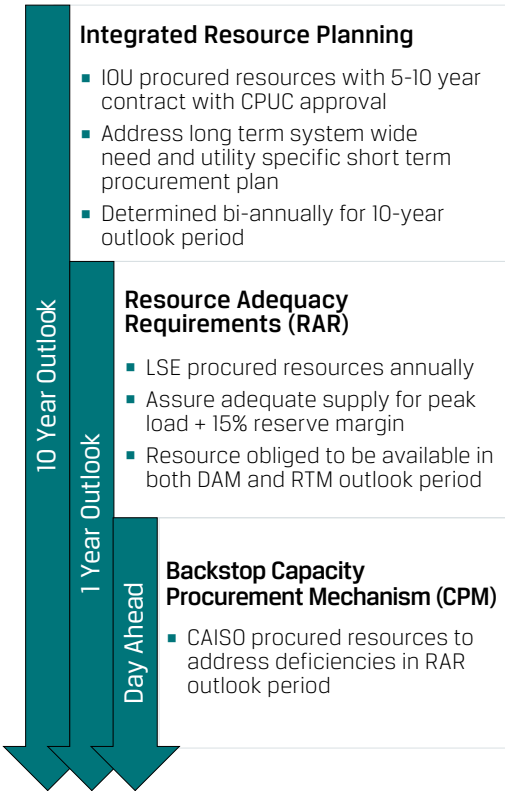 Integrated Resource Planning
▪ IOU procured resources with 5-10 year
contract with CPUC approval
▪ Address long term system wide
need and utility specific short term
procurement plan
▪ Determined bi-annually for 10-year
outlook period
10 Year Outlook
Resource Adequacy
Requirements (RAR)
▪ LSE procured resources annually
▪ Assure adequate supply for peak
load + 15% reserve margin
▪ Resource obliged to be available in
both DAM and RTM outlook period
1 Year Outlook
Backstop Capacity
Procurement Mechanism (CPM)
▪ CAISO procured resources to
address deficiencies in RAR
outlook period
Day Ahead